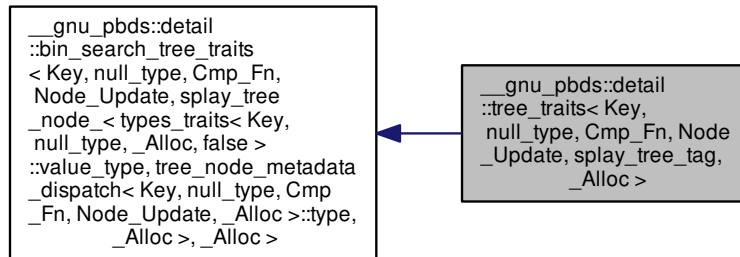 __gnu_pbds::detail
::bin_search_tree_traits
< Key, null_type, Cmp_Fn,
Node_Update, splay_tree
_node_< types_traits< Key,
null_type, _Alloc, false >
::value_type, tree_node_metadata
_dispatch< Key, null_type, Cmp
_Fn, Node_Update, _Alloc >::type,
_Alloc >, _Alloc >
__gnu_pbds::detail
::tree_traits< Key,
null_type, Cmp_Fn, Node
_Update, splay_tree_tag,
_Alloc >